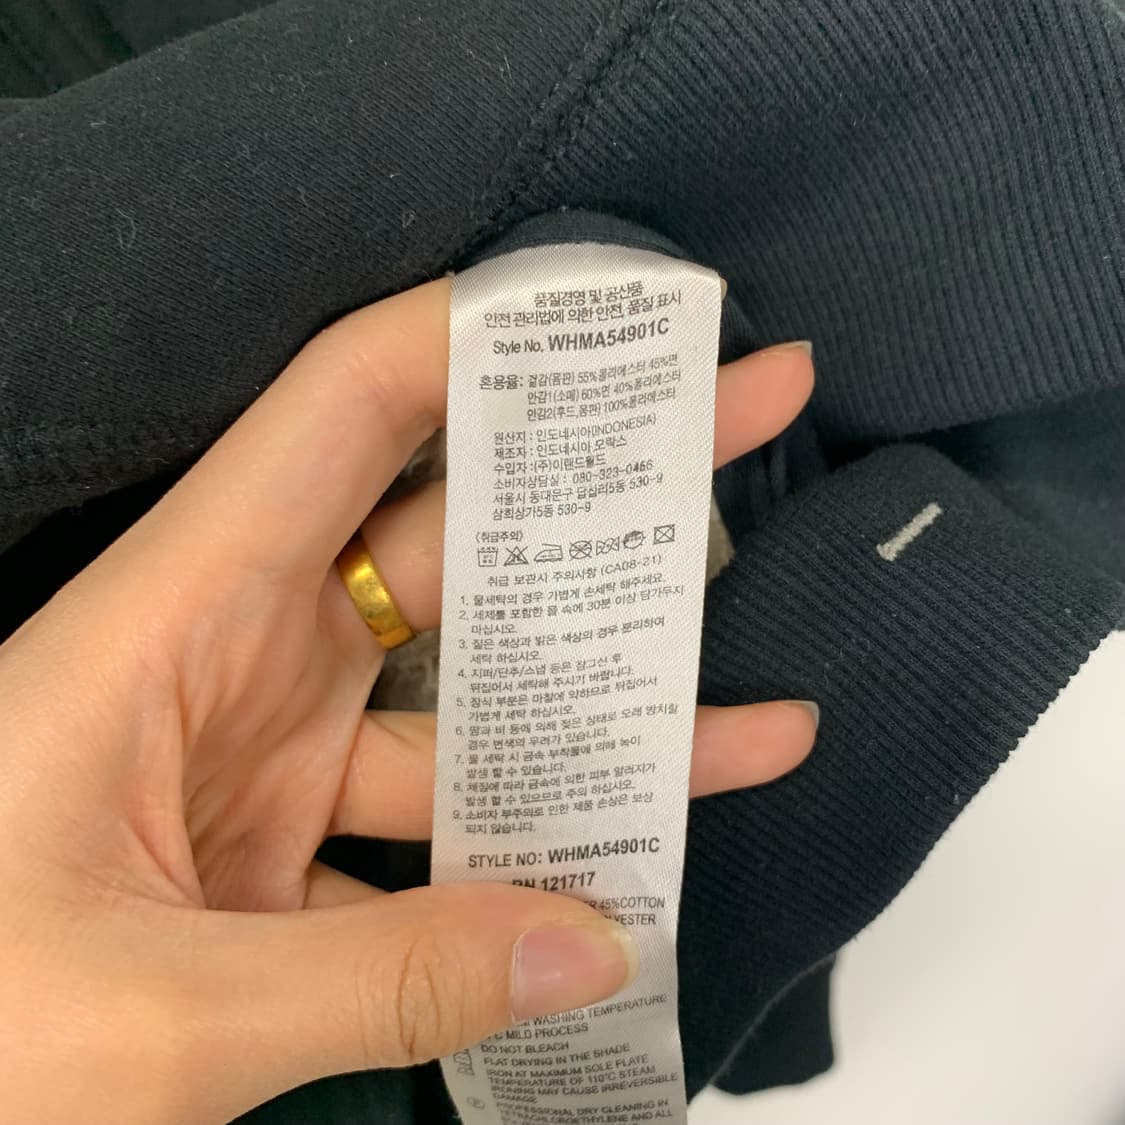 품질경영 및 공산품
안전 관리법에 의한 안전, 품질 표시
Style No. WHMA54901C
혼용율: 겉감(몸판) 55%폴리에스터 45%면
안감1(소매) 60%면 40%폴리에스터
안감2(후드,몸판) 100%폴리에스터
원산지 : 인도네시아(INDONESIA)
제조자 : 인도네시아 모락스
수입자 : (주)이랜드월드
소비자상담실 : 080-323-0456
서울시 동대문구 답십리5동 530-9
삼희상가5동 530-9
〈취급주의〉
취급 보관시 주의사항 (CA08-21)
1. 물세탁의 경우 가볍게 손세탁 해주세요.
2. 세제를 포함한 물 속에 30분 이상 담가두지
마십시오.
3. 짙은 색상과 밝은 색상의 경우 분리하여
세탁 하십시오.
4. 지퍼/단추/스냅 등은 잠그신 후
뒤집어서 세탁해 주시기 바랍니다.
5. 장식 부분은 마찰에 약하므로 뒤집어서
가볍게 세탁 하십시오.
6. 땀과 비 등에 의해 젖은 상태로 오래 방치할
경우 변색의 우려가 있습니다.
7. 물 세탁 시 금속 부착물에 의해 녹이
발생 할 수 있습니다.
8. 체질에 따라 금속에 의한 피부 알러지가
발생 할 수 있으므로 주의 하십시오.
9. 소비자 부주의로 인한 제품 손상은 보상
되지 않습니다.
STYLE NO: WHMA54901C
RN 121717
45%COTTON
WASHING TEMPERATURE
MILD PROCESS
DO NOT BLEACH
FLAT DRYING IN THE SHADE
IRON AT MAXIMUM SOLE PLATE
TEMPERATURE OF 110°C STEAM
IRONING MAY CAUSE IRREVERSIBLE
DAMAGE
PROFESSIONAL DRY CLEANING IN
TETRACHLOROETHYLENE AND ALL